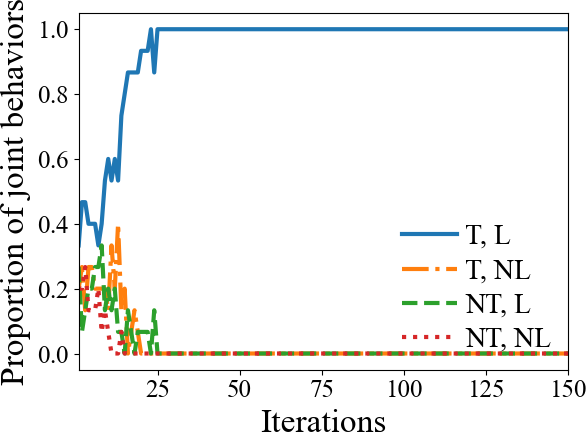 Proportion of joint behaviors
1.0
0.8
0.6
0.4
0.2
0.0
T, L
T, NL
NT, L
NT, NL
25 50 75 100 125 150
Iterations